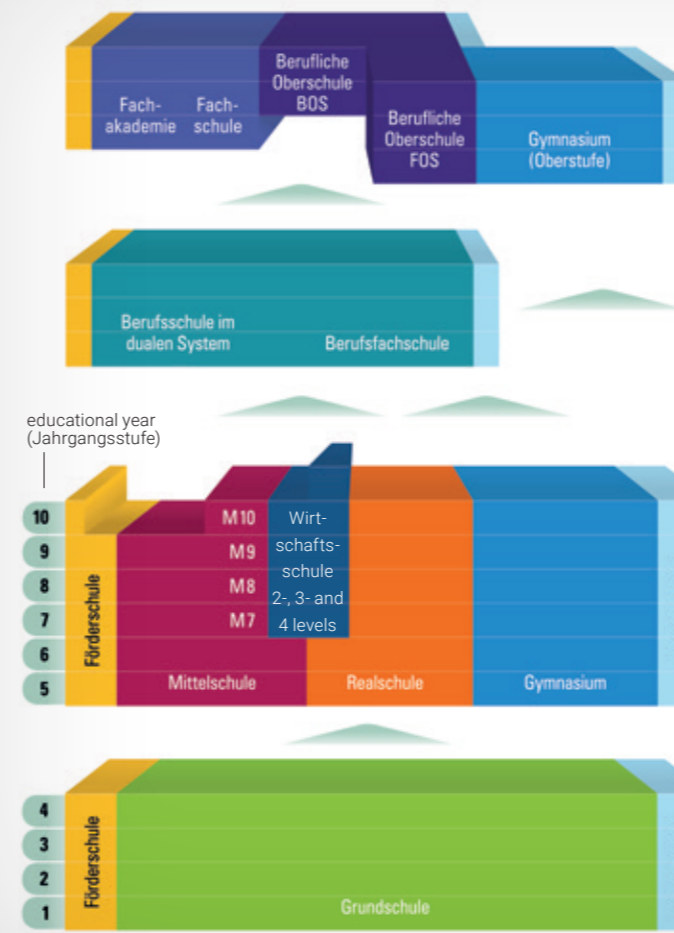 Berufliche
Oberschule
BOS
Fach-
akademie
Fach-
schule
Berufliche
Oberschule
FOS
Gymnasium
(Oberstufe)
Berufsschule im
dualen System
Berufsfachschule
educational year
(Jahrgangsstufe)
10
9
8
7
6
5
Förderschule
M10
M9
M8
M7
Mittelschule
Wirt-
schafts-
schule
2-, 3- and
4 levels
Realschule
Gymnasium
4
3
2
1
Förderschule
Grundschule